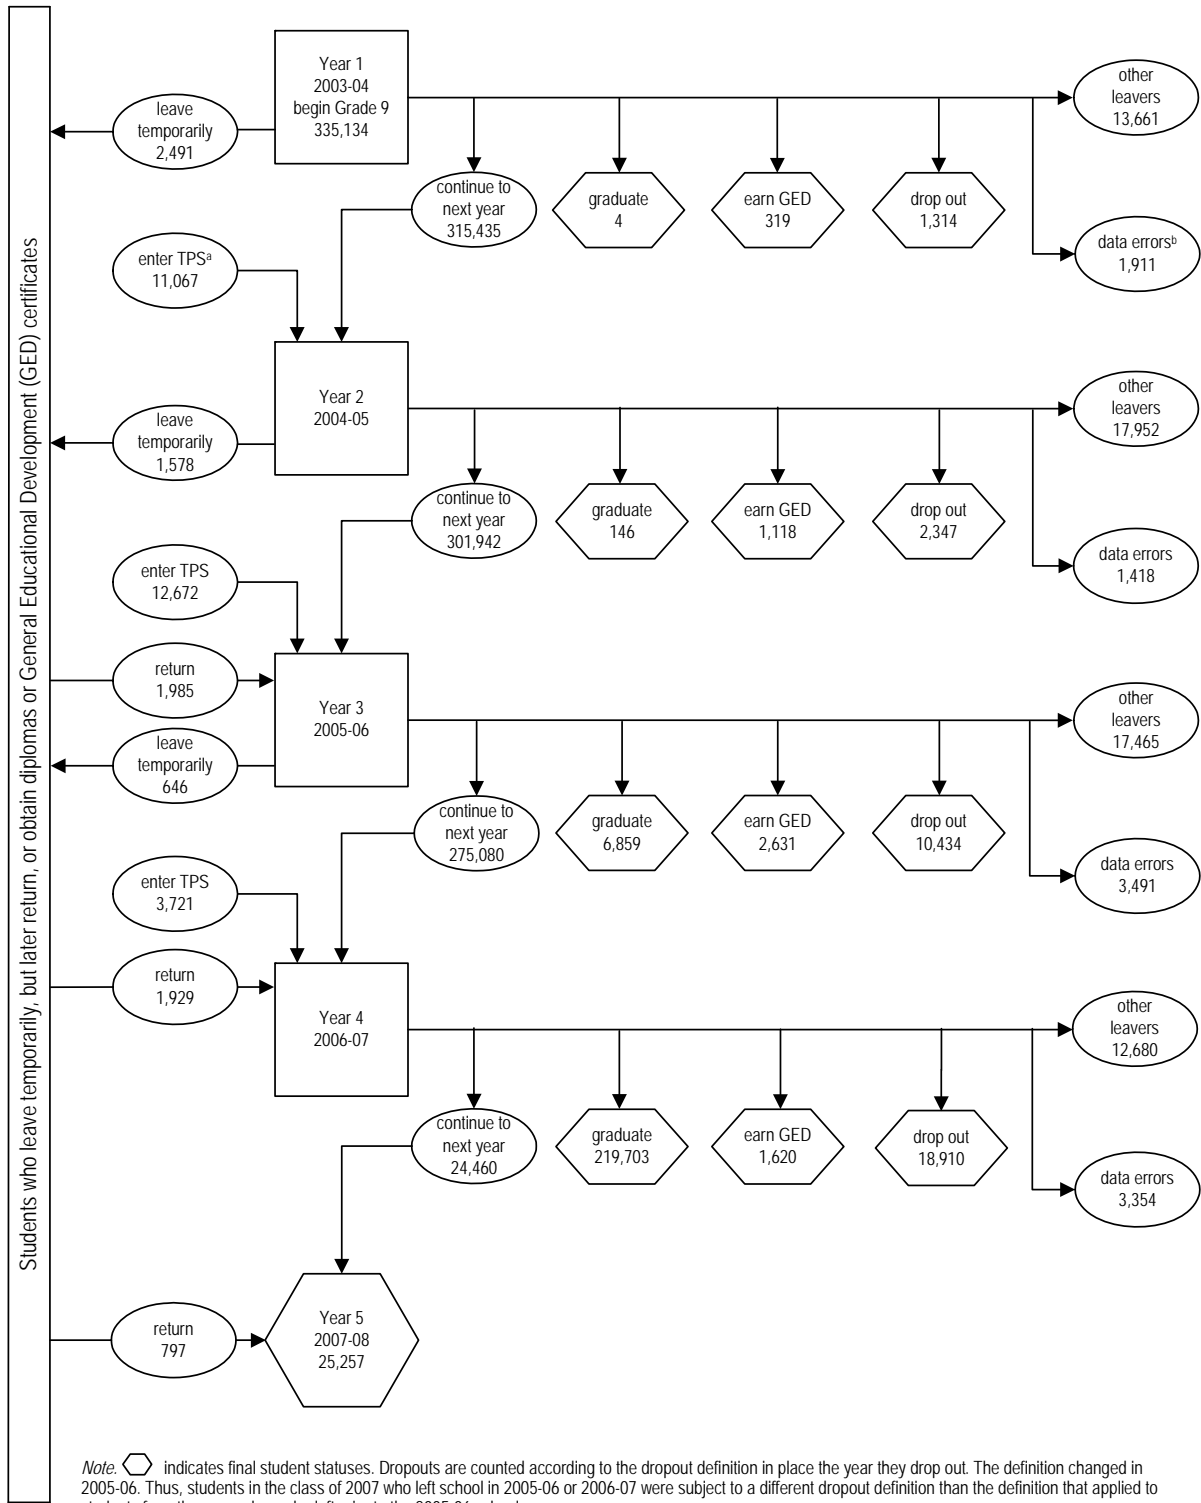 Students who leave temporarily, but later return, or obtain diplomas or General Educational Development (GED) certificates
Year 1
2003-04
begin Grade 9
335,134
other
leavers
13,661
leave
temporarily
2,491
continue to
next year
315,435
graduate
4
earn GED
319
drop out
1,314
data errorsb
1,911
enter TPSa
11,067
Year 2
2004-05
other
leavers
17,952
leave
temporarily
1,578
continue to
next year
301,942
graduate
146
earn GED
1,118
drop out
2,347
data errors
1,418
enter TPS
12,672
return
1,985
Year 3
2005-06
other
leavers
17,465
leave
temporarily
646
continue to
next year
275,080
graduate
6,859
earn GED
2,631
drop out
10,434
data errors
3,491
enter TPS
3,721
return
1,929
Year 4
2006-07
other
leavers
12,680
continue to
next year
24,460
graduate
219,703
earn GED
1,620
drop out
18,910
data errors
3,354
return
797
Year 5
2007-08
25,257
Note. indicates final student statuses. Dropouts are counted according to the dropout definition in place the year they drop out. The definition changed in
2005-06. Thus, students in the class of 2007 who left school in 2005-06 or 2006-07 were subject to a different dropout definition than the definition that applied to